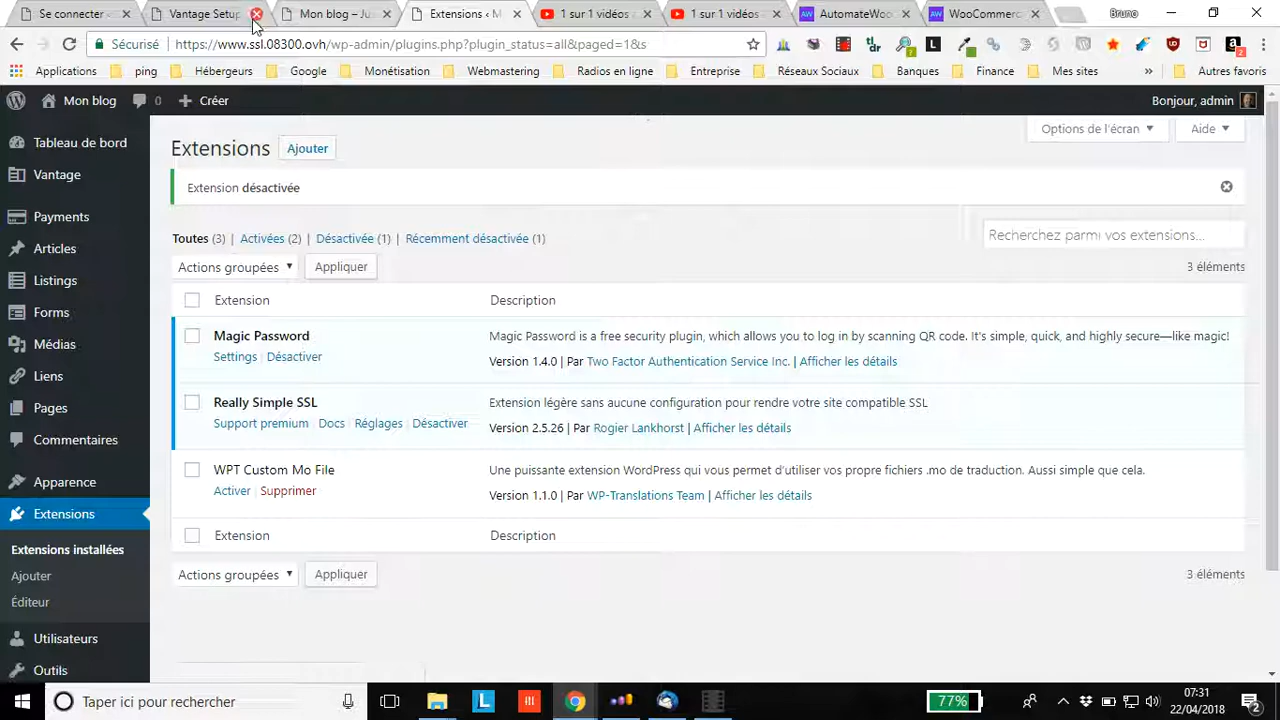 Se connecter
Vantage Setup
Mon blog – Ju
Extensions ‹ M
1 sur 1 vidéos
1 sur 1 vidéos
AutomateWoo
WooCommerc
Bruno
Sécurisé
https://www.ssl.08300.ovh/wp-admin/plugins.php?plugin_status=all&paged=1&s
Applications
ping
Hébergeurs
Google
Monétisation
Webmastering
Radios en ligne
Entreprise
Réseaux Sociaux
Banques
Finance
Mes sites
»
Autres favoris
Mon blog
0
Créer
Bonjour, admin
Options de l'écran
Aide
Tableau de bord
Vantage
Payments
Articles
Listings
Forms
Médias
Liens
Pages
Commentaires
Apparence
Extensions
Extensions installées
Ajouter
Éditeur
Utilisateurs
Outils
Extensions Ajouter
Extension désactivée
Toutes (3) | Activées (2) | Désactivée (1) | Récemment désactivée (1)
Recherchez parmi vos extensions...
Actions groupées
Appliquer
3 éléments
Extension
Description
Magic Password
Settings | Désactiver
Magic Password is a free security plugin, which allows you to log in by scanning QR code. It's simple, quick, and highly secure—like magic!
Version 1.4.0 | Par Two Factor Authentication Service Inc. | Afficher les détails
Really Simple SSL
Support premium | Docs | Réglages | Désactiver
Extension légère sans aucune configuration pour rendre votre site compatible SSL
Version 2.5.26 | Par Rogier Lankhorst | Afficher les détails
WPT Custom Mo File
Activer | Supprimer
Une puissante extension WordPress qui vous permet d'utiliser vos propre fichiers .mo de traduction. Aussi simple que cela.
Version 1.1.0 | Par WP-Translations Team | Afficher les détails
Extension
Description
Actions groupées
Appliquer
3 éléments
Taper ici pour rechercher
77%
07:31
22/04/2018
2